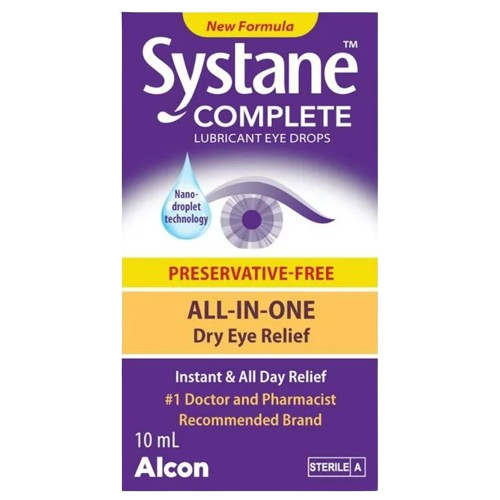 New Formula
Systane™
COMPLETE
LUBRICANT EYE DROPS
Nano-
droplet
technology
PRESERVATIVE-FREE
ALL-IN-ONE
Dry Eye Relief
Instant & All Day Relief
#1 Doctor and Pharmacist
Recommended Brand
10 mL
Alcon
STERILE A